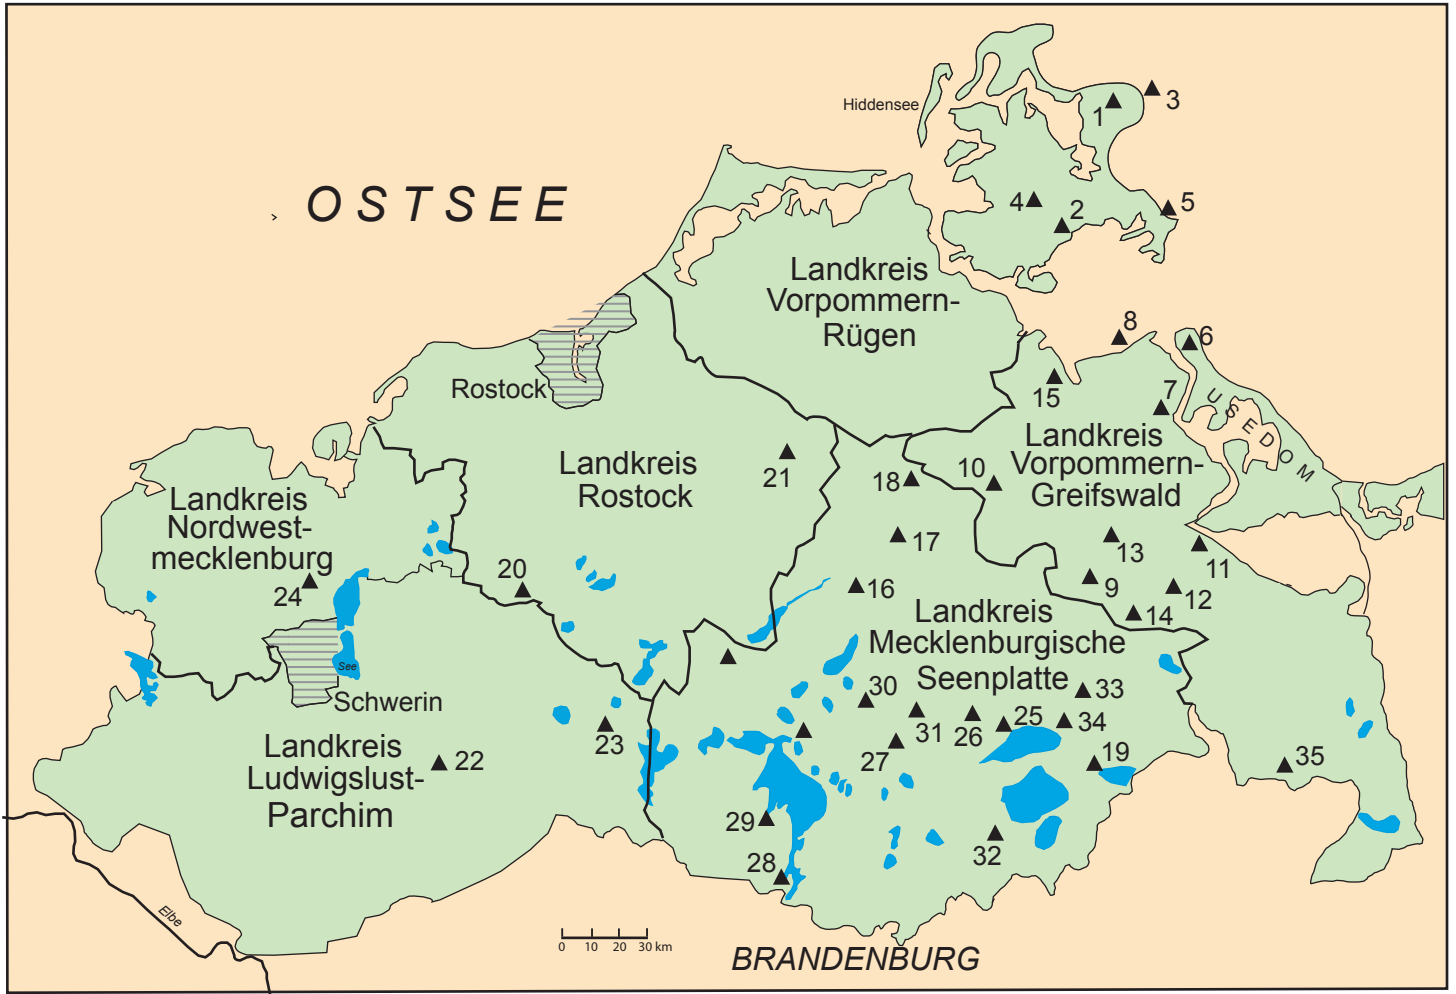 3
1
Hiddensee
OSTSEE
4
2
5
Landkreis
Vorpommern-
Rügen
8
6
Rostock
15
7
USEDOM
Landkreis
Vorpommern-
Greifswald
21
Landkreis
Rostock
18
10
Landkreis
Nordwest-
mecklenburg
17
13
11
24
20
16
9
12
14
Landkreis
Mecklenburgische
Seenplatte
See
Schwerin
30
33
31
26
25
34
23
27
19
35
Landkreis
Ludwigslust-
Parchim
22
29
32
28
Elbe
0 10 20 30 km
BRANDENBURG